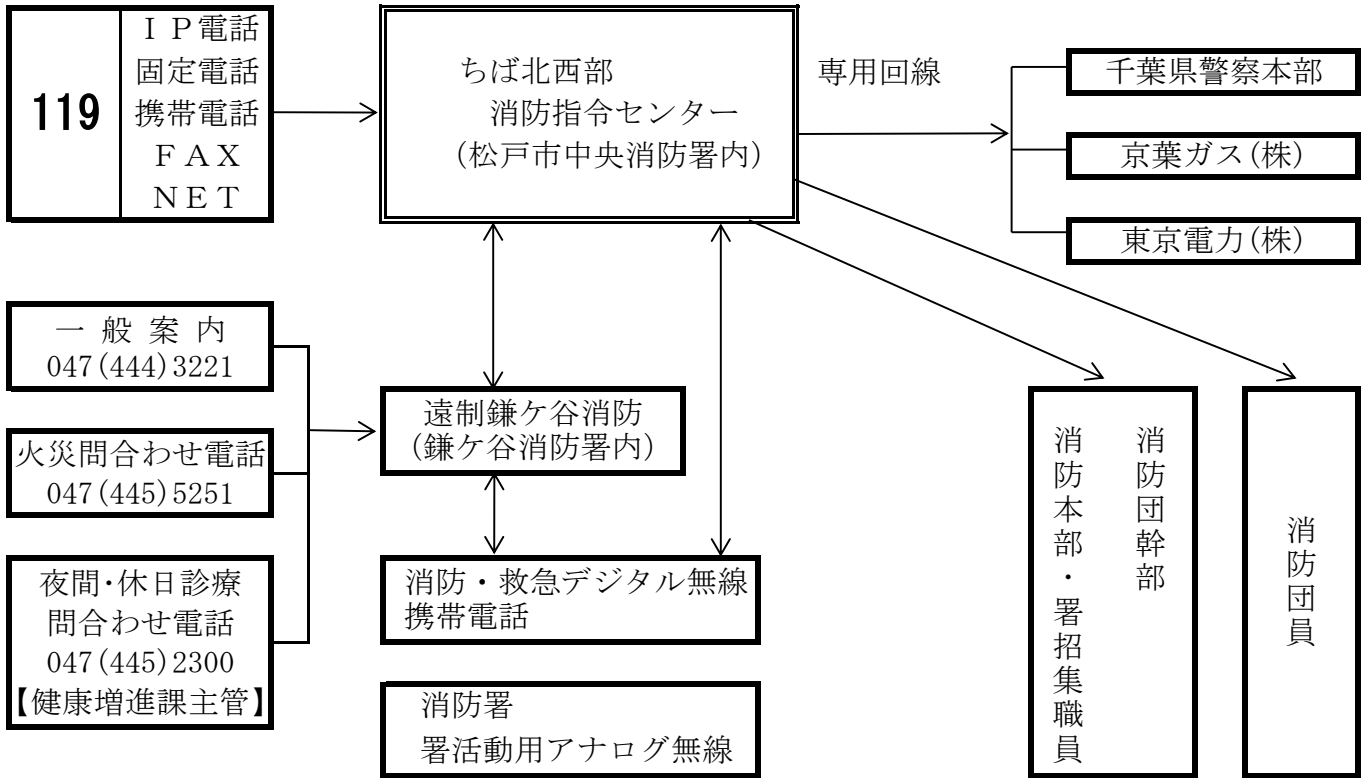 119
ＩＰ電話
固定電話
携帯電話
ＦＡＸ
ＮＥＴ
ちば北西部
消防指令センター
(松戸市中央消防署内)
専用回線
千葉県警察本部
京葉ガス(株)
東京電力(株)
一般案内
047(444)3221
火災問合わせ電話
047(445)5251
夜間･休日診療
問合わせ電話
047(445)2300
【健康増進課主管】
遠制鎌ケ谷消防
(鎌ケ谷消防署内)
消防・救急デジタル無線
携帯電話
消防署
署活動用アナログ無線
消防団幹部
消防本部・署招集職員
消防団員